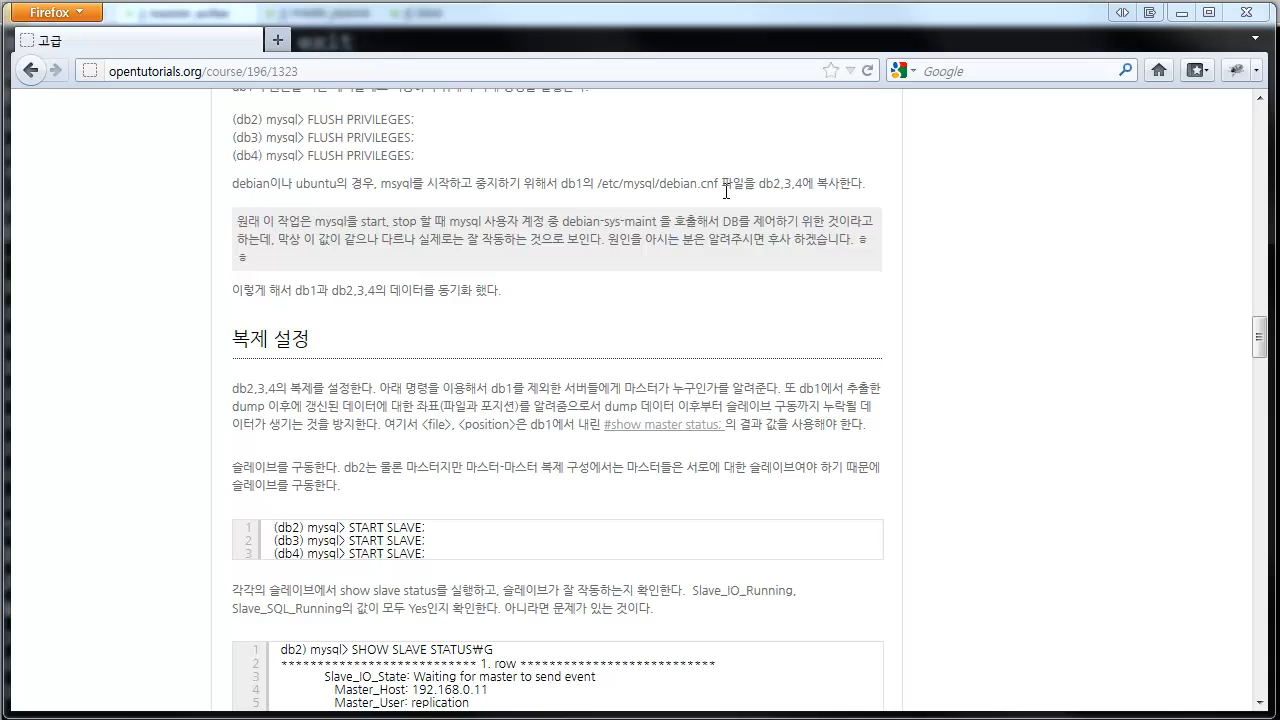 Firefox
고급
exit
opentutorials.org/course/196/1323
Google
(db2) mysql> FLUSH PRIVILEGES;
(db3) mysql> FLUSH PRIVILEGES;
(db4) mysql> FLUSH PRIVILEGES;
debian이나 ubuntu의 경우, msyql를 시작하고 중지하기 위해서 db1의 /etc/mysql/debian.cnf 파일을 db2,3,4에 복사한다.
원래 이 작업은 mysql을 start, stop 할 때 mysql 사용자 계정 중 debian-sys-maint 을 호출해서 DB를 제어하기 위한 것이라고
하는데, 막상 이 값이 같으나 다르나 실제로는 잘 작동하는 것으로 보인다. 원인을 아시는 분은 알려주시면 후사 하겠습니다. ㅎ
ㅎ
이렇게 해서 db1과 db2,3,4의 데이터를 동기화 했다.
복제 설정
db2,3,4의 복제를 설정한다. 아래 명령을 이용해서 db1를 제외한 서버들에게 마스터가 누구인가를 알려준다. 또 db1에서 추출한
dump 이후에 갱신된 데이터에 대한 좌표(파일과 포지션)를 알려줌으로서 dump 데이터 이후부터 슬레이브 구동까지 누락될 데
이터가 생기는 것을 방지한다. 여기서 <file>, <position>은 db1에서 내린 #show master status; 의 결과 값을 사용해야 한다.
슬레이브를 구동한다. db2는 물론 마스터지만 마스터-마스터 복제 구성에서는 마스터들은 서로에 대한 슬레이브여야 하기 때문에
슬레이브를 구동한다.
1 (db2) mysql> START SLAVE;
2 (db3) mysql> START SLAVE;
3 (db4) mysql> START SLAVE;
각각의 슬레이브에서 show slave status를 실행하고, 슬레이브가 잘 작동하는지 확인한다. Slave_IO_Running,
Slave_SQL_Running의 값이 모두 Yes인지 확인한다. 아니라면 문제가 있는 것이다.
1 db2) mysql> SHOW SLAVE STATUS₩G
2 *************************** 1. row ***************************
3 Slave_IO_State: Waiting for master to send event
4 Master_Host: 192.168.0.11
5 Master_User: replication